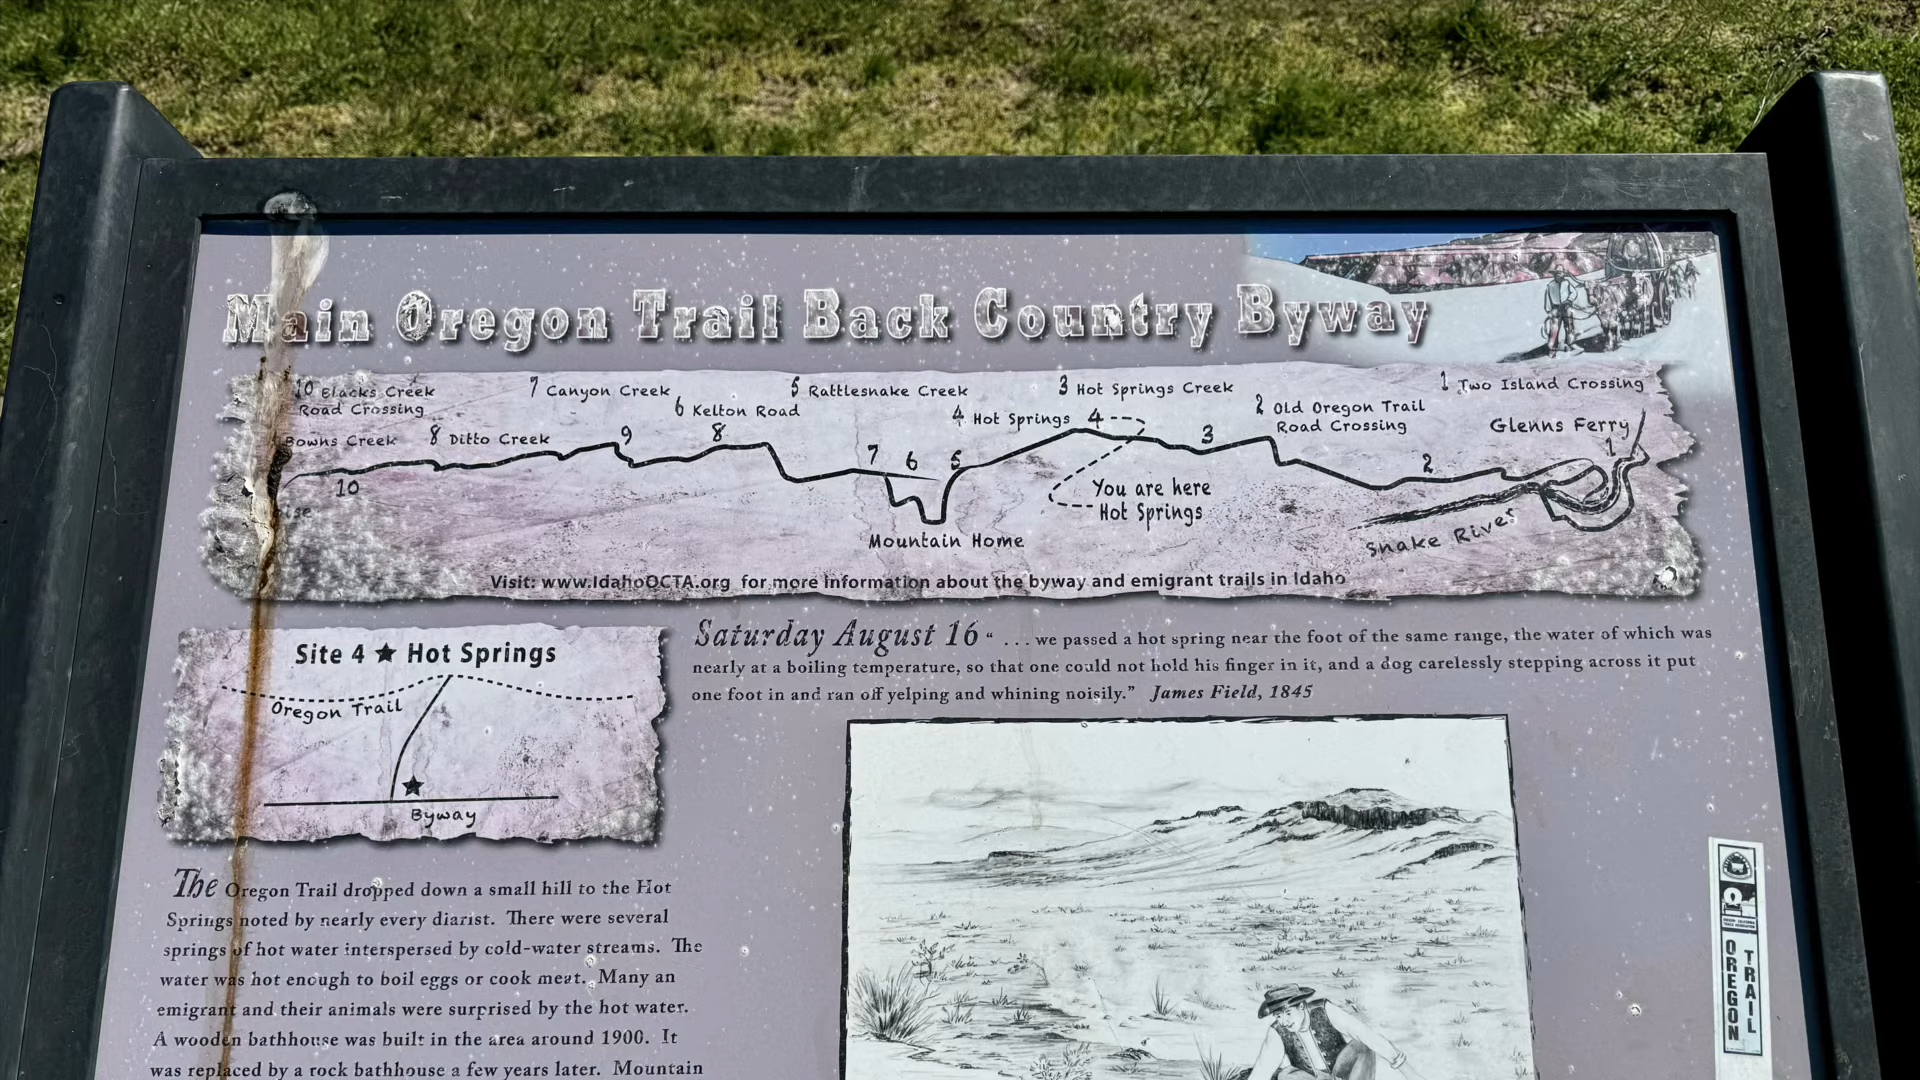 Main Oregon Trail Back Country Byway
10 Blacks Creek
Road Crossing
7 Canyon Creek
6 Kelton Road
5 Rattlesnake Creek
4 Hot Springs
3 Hot Springs Creek
2 Old Oregon Trail
Road Crossing
1 Two Island Crossing
Glenns Ferry
Bowns Creek
8 Ditto Creek
9
8
7
6
5
4
3
2
1
10
You are here
Hot Springs
Mountain Home
Snake River
Visit: www.IdahoOCTA.org for more information about the byway and emigrant trails in Idaho
Site 4 ★ Hot Springs
Oregon Trail
Byway
Saturday August 16 “ ... we passed a hot spring near the foot of the same range, the water of which was
nearly at a boiling temperature, so that one could not hold his finger in it, and a dog carelessly stepping across it put
one foot in and ran off yelping and whining noisily.” James Field, 1845
The Oregon Trail dropped down a small hill to the Hot
Springs noted by nearly every diarist. There were several
springs of hot water interspersed by cold-water streams. The
water was hot enough to boil eggs or cook meat. Many an
emigrant and their animals were surprised by the hot water.
A wooden bathhouse was built in the area around 1900. It
was replaced by a rock bathhouse a few years later. Mountain
OREGON
TRAIL